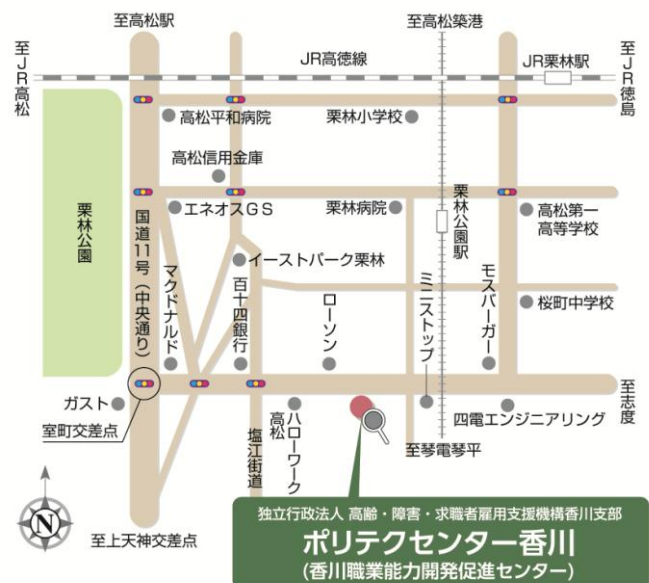 至高松駅
至高松築港
至JR高松
JR高徳線
JR栗林駅
至JR徳島
高松平和病院
栗林小学校
高松信用金庫
栗林公園
国道11号(中央通り)
エネオスGS
栗林病院
栗林公園駅
高松第一
高等学校
マクドナルド
イーストパーク栗林
百十四銀行
ローソン
ミニストップ
モスバーガー
桜町中学校
ガスト
室町交差点
塩江街道
ハローワーク
高松
四電エンジニアリング
至志度
至琴電琴平
N
至上天神交差点
独立行政法人 高齢・障害・求職者雇用支援機構香川支部
ポリテクセンター香川
(香川職業能力開発促進センター)